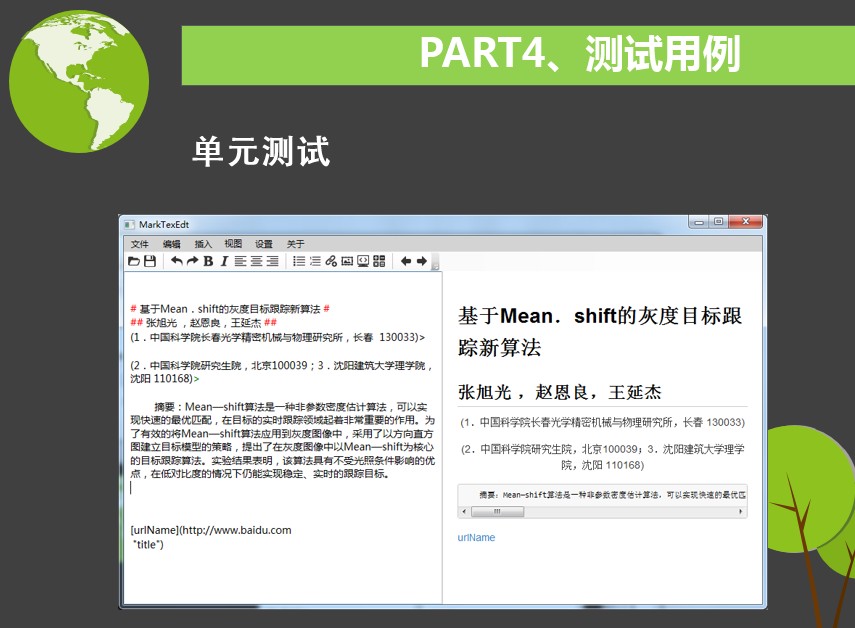 PART4、测试用例
单元测试
MarkTexEdt
文件 编辑 插入 视图 设置 关于
B I
# 基于Mean．shift的灰度目标跟踪新算法 #
## 张旭光 ，赵恩良，王延杰 ##
(1．中国科学院长春光学精密机械与物理研究所，长春 130033)>
(2．中国科学院研究生院，北京100039；3．沈阳建筑大学理学院，
沈阳 110168)>
摘要：Mean—shift算法是一种非参数密度估计算法，可以实
现快速的最优匹配，在目标的实时跟踪领域起着非常重要的作用。为
了有效的将Mean—shift算法应用到灰度图像中，采用了以方向直方
图建立目标模型的策略，提出了在灰度图像中以Mean—shift为核心
的目标跟踪算法。实验结果表明，该算法具有不受光照条件影响的优
点，在低对比度的情况下仍能实现稳定、实时的跟踪目标。
[urlName](http://www.baidu.com
"title")
基于Mean．shift的灰度目标跟
踪新算法
张旭光 ，赵恩良，王延杰
(1．中国科学院长春光学精密机械与物理研究所，长春 130033)
(2．中国科学院研究生院，北京100039；3．沈阳建筑大学理学
院，沈阳 110168)
摘要：Mean—shift算法是一种非参数密度估计算法，可以实现快速的最优匹
urlName